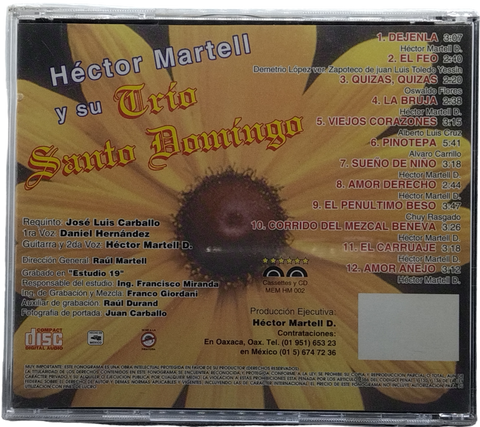 Héctor Martell
y su Trío
Santo Domingo
1. DEJENLA 3:07
Héctor Martell D.
2. EL FEO 2:40
Demetrio López ver. Zapoteco de juan Luis Toledo Yessin
3. QUIZAS, QUIZAS 2:20
Oswaldo Flores
4. LA BRUJA 2:38
Héctor Martell D.
5. VIEJOS CORAZONES 3:15
Alberto Luis Cruz
6. PINOTEPA 5:41
Alvaro Carrillo
7. SUEÑO DE NIÑO 3:18
Héctor Martell D.
8. AMOR DERECHO 2:44
Héctor Martell D.
9. EL PENULTIMO BESO 3:47
Chuy Rasgado
10. CORRIDO DEL MEZCAL BENEVA 3:26
Héctor Martell D.
11. EL CARRUAJE 3:18
Héctor Martell D.
12. AMOR AÑEJO 3:12
Héctor Martell D.
Requinto: José Luis Carballo
1ra Voz: Daniel Hernández
Guitarra y 2da Voz: Héctor Martell D.
Dirección General: Raúl Martell
Grabado en "Estudio 19"
Responsable del estudio: Ing. Francisco Miranda
Ing. de Grabación y Mezcla: Franco Giordani
Auxiliar de grabación: Raúl Durand
Fotografía de portada: Juan Carballo
Cassettes y CD
MEM HM 002
Producción Ejecutiva:
Héctor Martell D.
Contrataciones:
En Oaxaca, Oax. Tel. (01 951) 653 23
en México (01 5) 674 72 36
COMPACT
disc
DIGITAL AUDIO